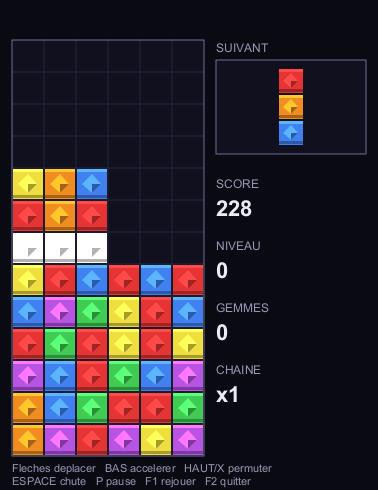 SUIVANT
SCORE
228
NIVEAU
0
GEMMES
0
CHAINE
x1
Fleches deplacer   BAS accelerer   HAUT/X permuter
ESPACE chute   P pause   F1 rejouer   F2 quitter